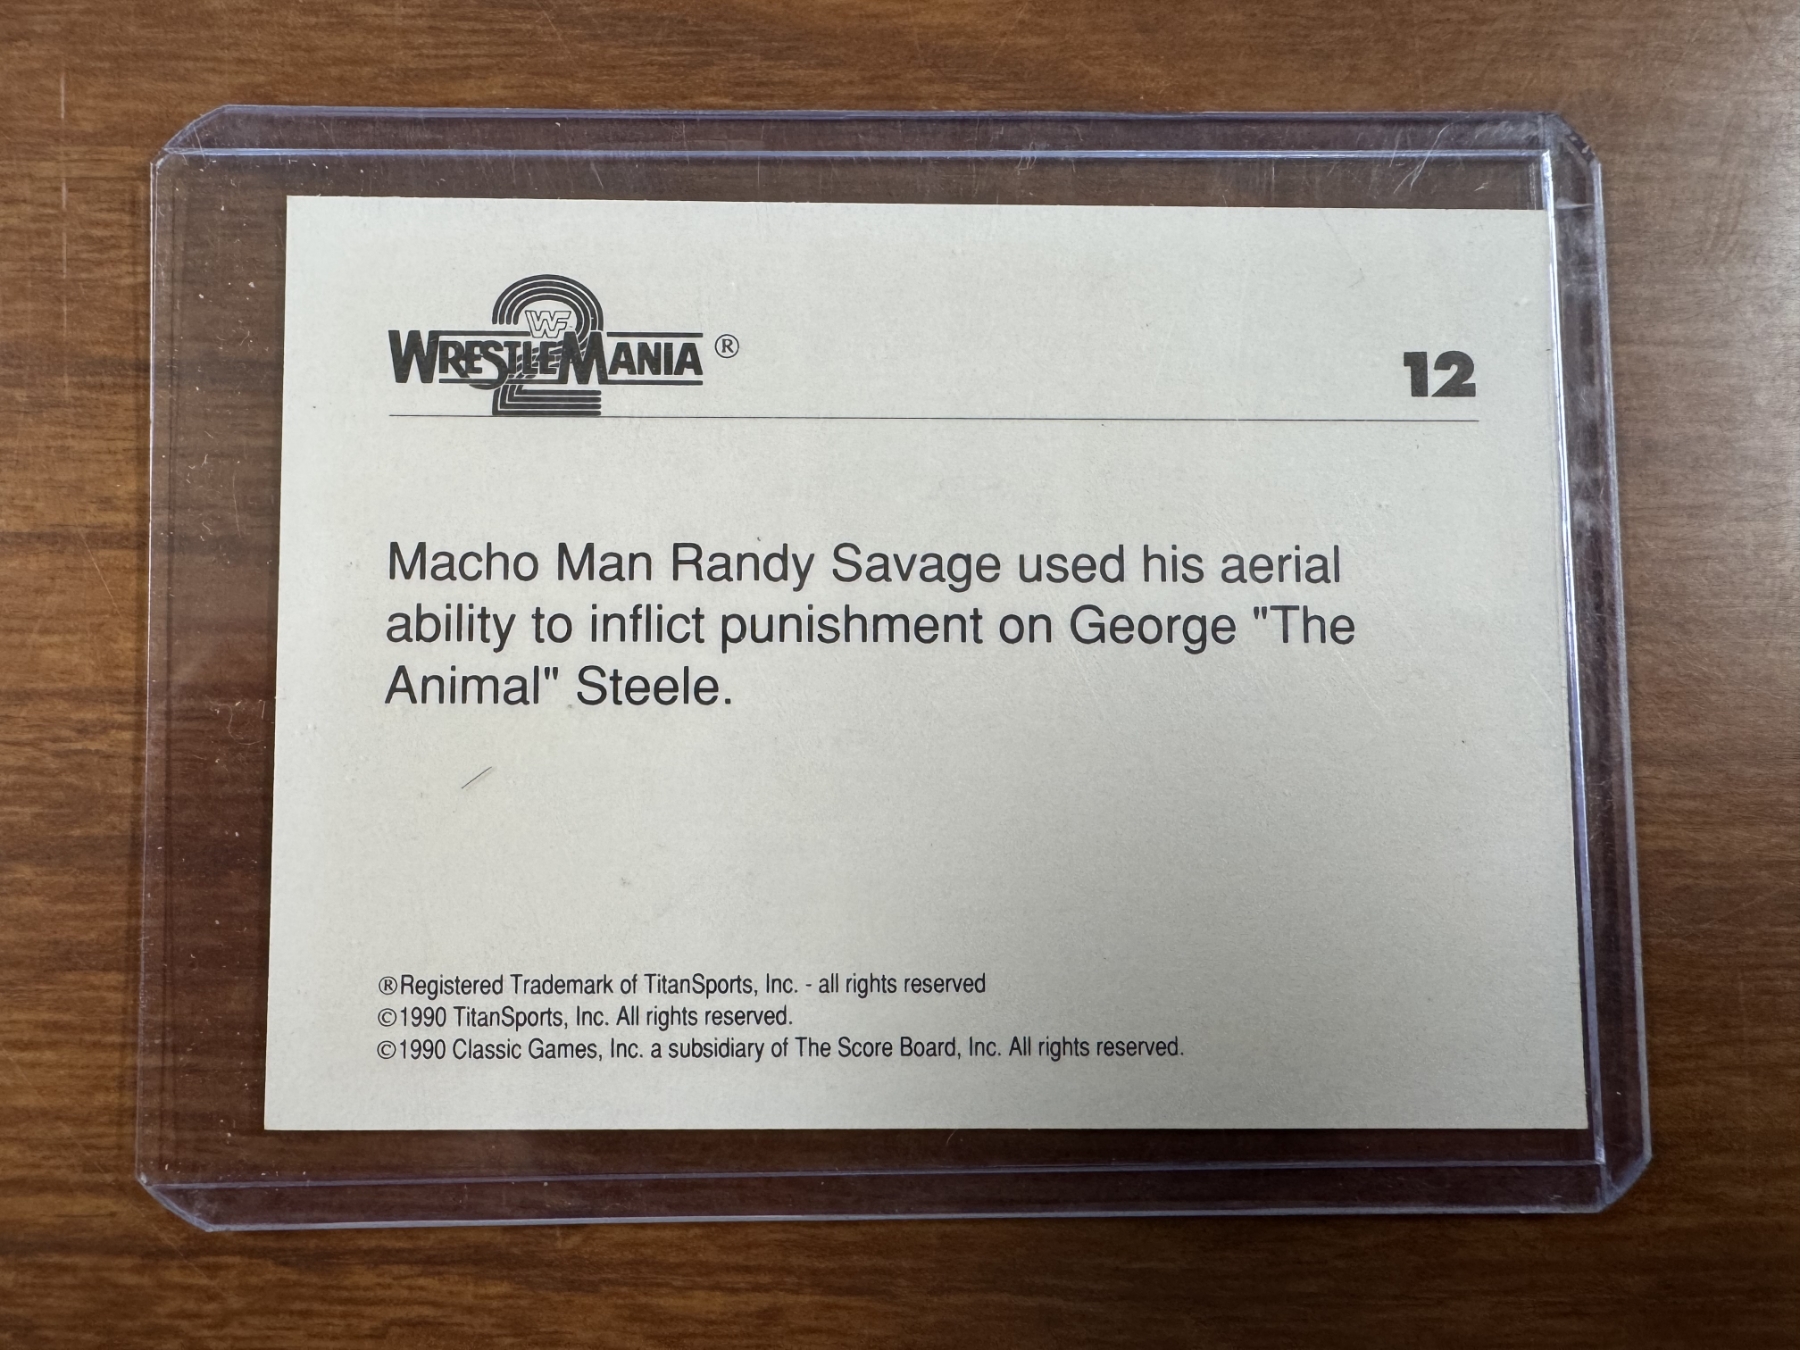 WF
WRESTLEMANIA ®
2
12
Macho Man Randy Savage used his aerial
ability to inflict punishment on George "The
Animal" Steele.
®Registered Trademark of TitanSports, Inc. - all rights reserved
©1990 TitanSports, Inc. All rights reserved.
©1990 Classic Games, Inc. a subsidiary of The Score Board, Inc. All rights reserved.